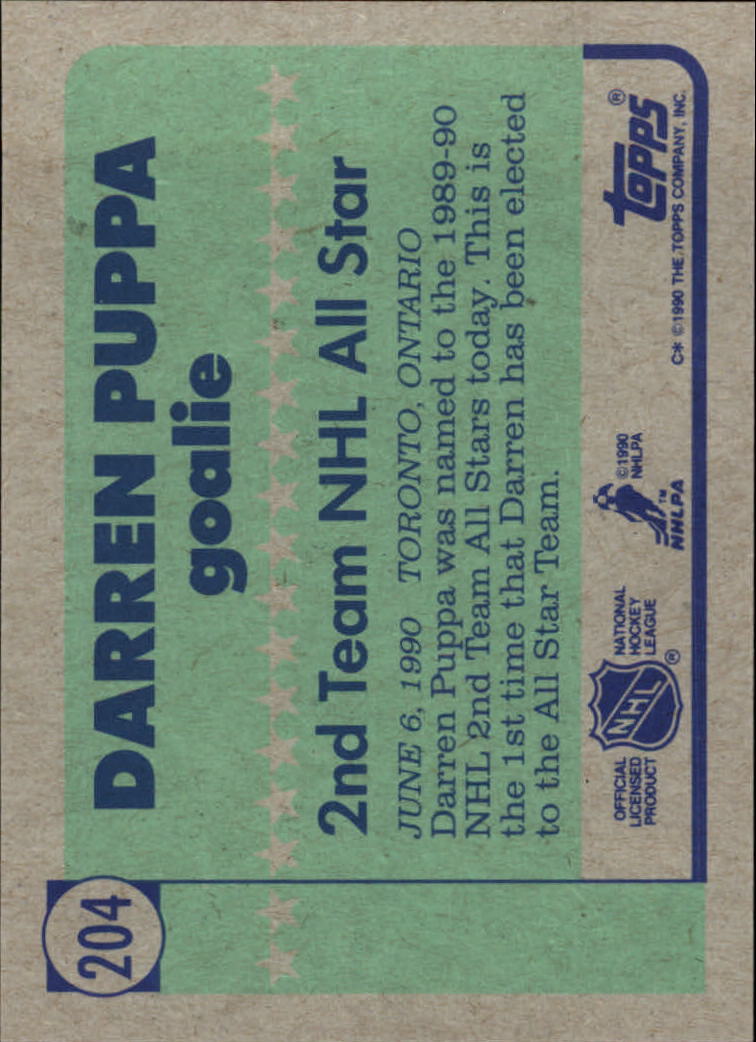 204
DARREN PUPPA
goalie
2nd Team NHL All Star
JUNE 6, 1990 TORONTO, ONTARIO
Darren Puppa was named to the 1989-90
NHL 2nd Team All Stars today. This is
the 1st time that Darren has been elected
to the All Star Team.
OFFICIAL
LICENSED
PRODUCT
NHL
®
NATIONAL
HOCKEY
LEAGUE
©1990
NHLPA
™
NHLPA
TOPPS®
C* ©1990 THE TOPPS COMPANY, INC.